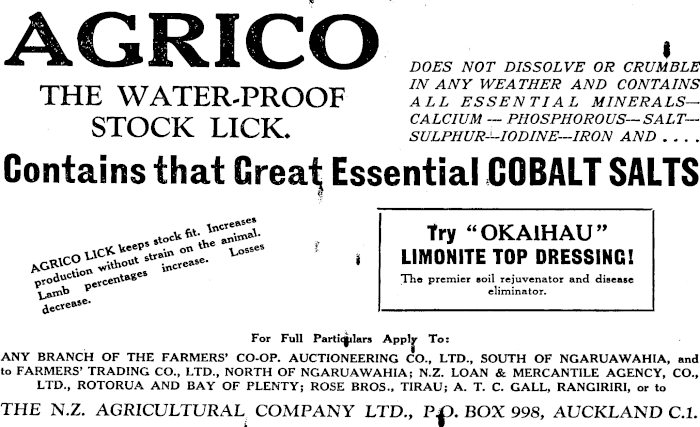 AGRICO
THE WATER-PROOF
STOCK LICK.
DOES NOT DISSOLVE OR CRUMBLE
IN ANY WEATHER AND CONTAINS
ALL ESSENTIAL MINERALS—
CALCIUM — PHOSPHOROUS—SALT—
SULPHUR—IODINE—IRON AND ....
Contains that Great Essential COBALT SALTS
AGRICO LICK keeps stock fit. Increases
production without strain on the animal.
Lamb percentages increase. Losses
decrease.
Try "OKAIHAU"
LIMONITE TOP DRESSING!
The premier soil rejuvenator and disease
eliminator.
For Full Particulars Apply To:
ANY BRANCH OF THE FARMERS' CO-OP. AUCTIONEERING CO., LTD., SOUTH OF NGARUAWAHIA, and
to FARMERS' TRADING CO., LTD., NORTH OF NGARUAWAHIA; N.Z. LOAN & MERCANTILE AGENCY, CO.,
LTD., ROTORUA AND BAY OF PLENTY; ROSE BROS., TIRAU; A. T. C. GALL, RANGIRIRI, or to
THE N.Z. AGRICULTURAL COMPANY LTD., P.O. BOX 998, AUCKLAND C.1.